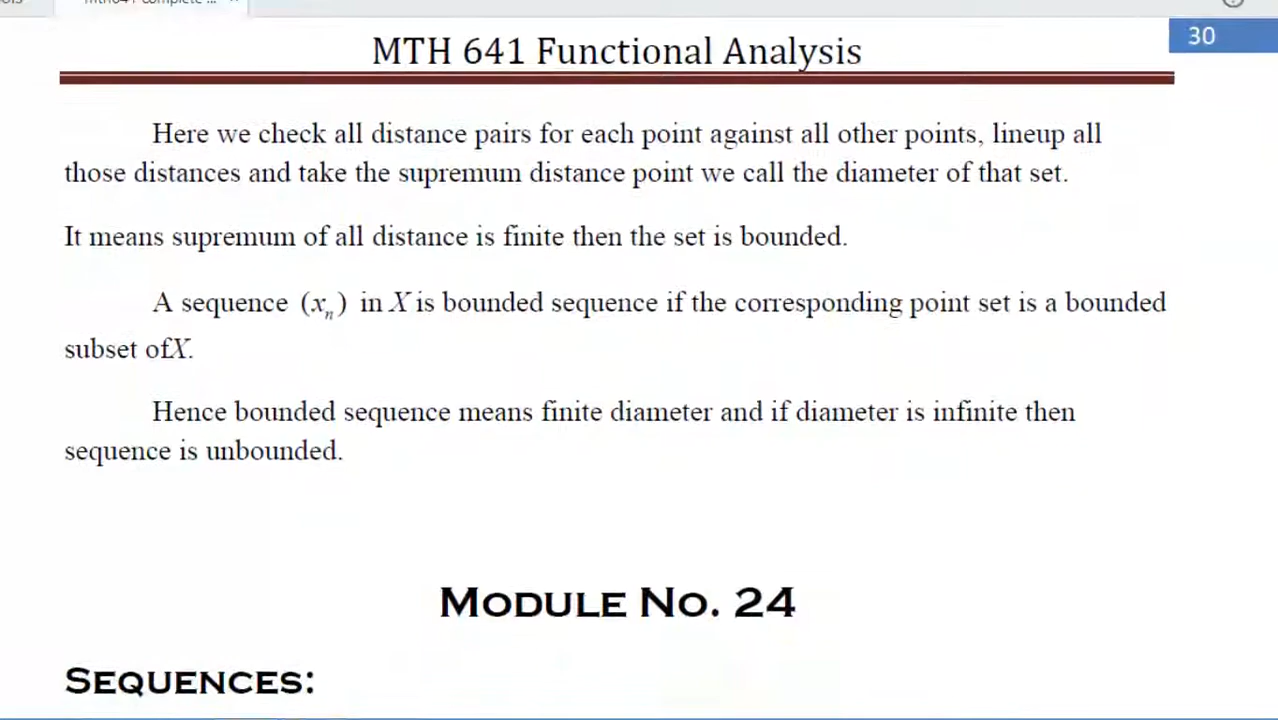 MTH 641 Functional Analysis
30
Here we check all distance pairs for each point against all other points, lineup all
those distances and take the supremum distance point we call the diameter of that set.
It means supremum of all distance is finite then the set is bounded.
A sequence (xₙ) in X is bounded sequence if the corresponding point set is a bounded
subset ofX.
Hence bounded sequence means finite diameter and if diameter is infinite then
sequence is unbounded.
MODULE NO. 24
SEQUENCES: